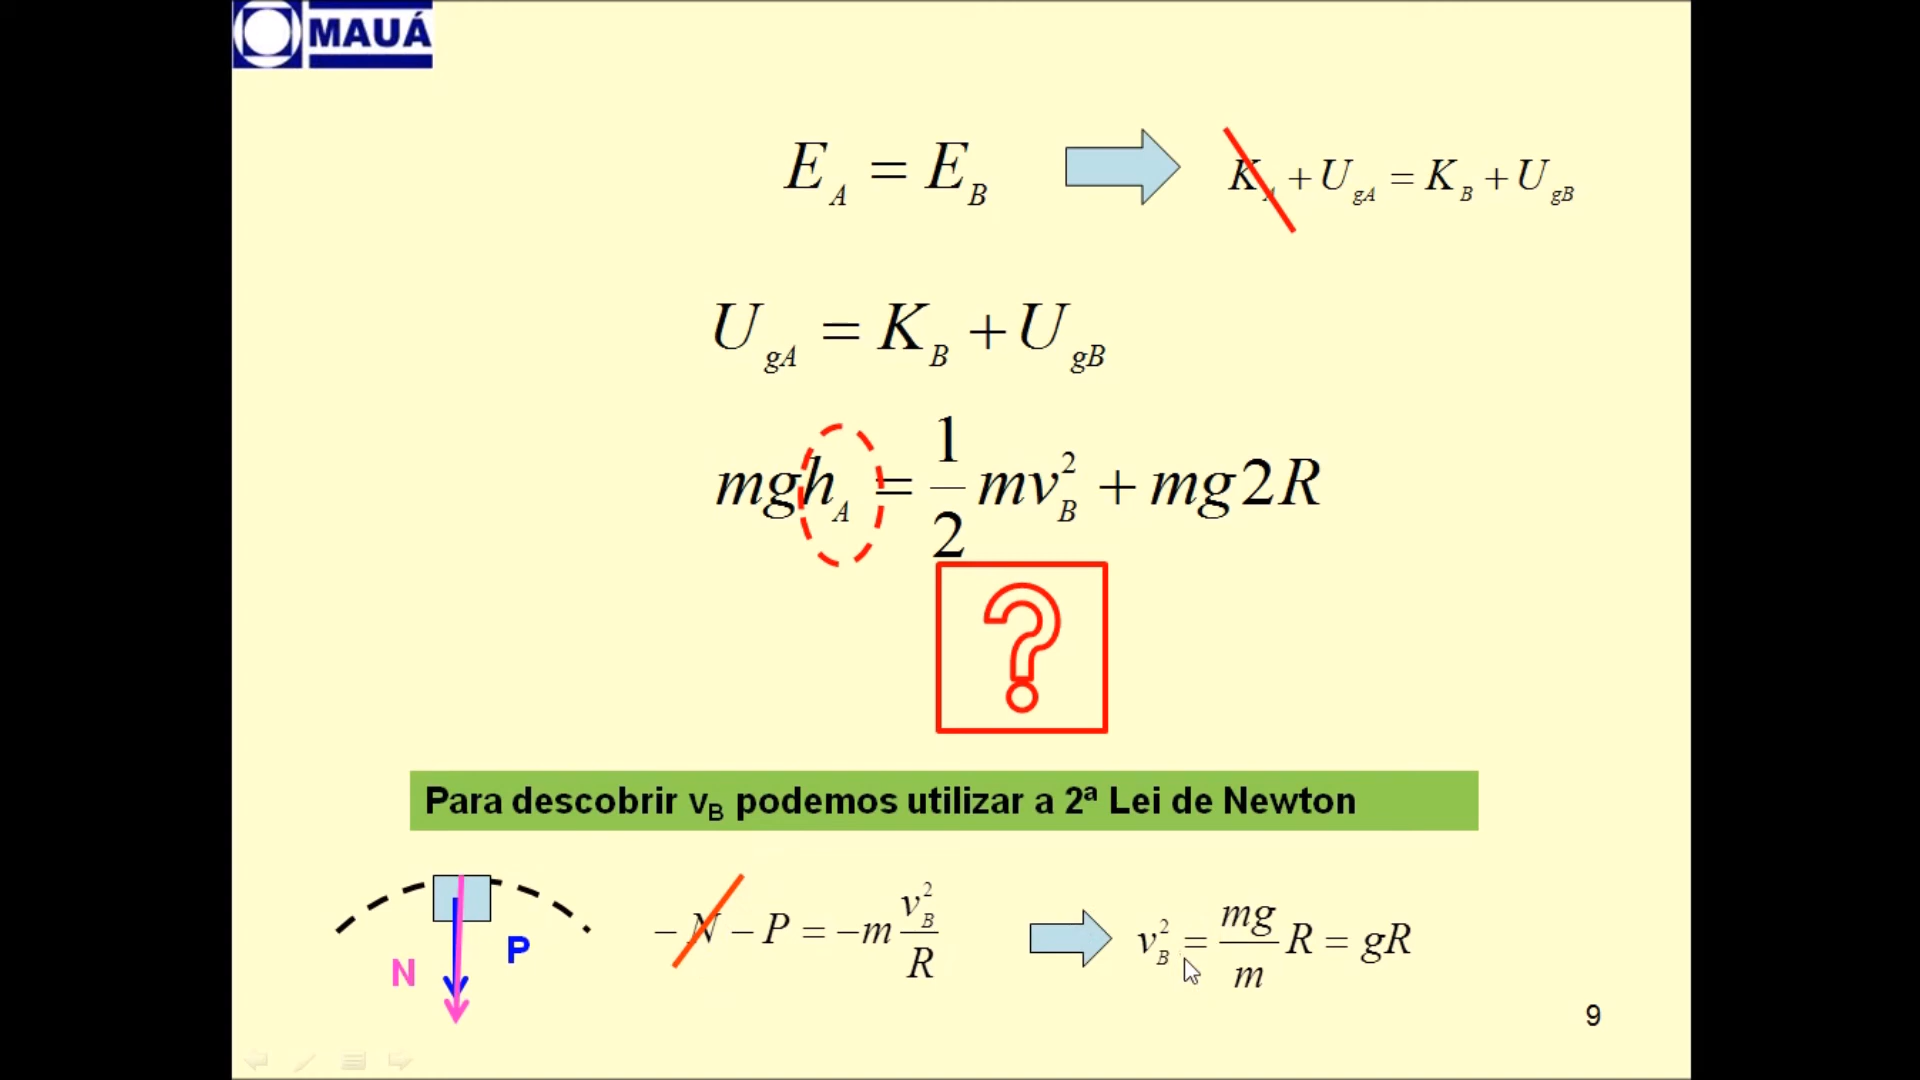 MAUÁ
E_A = E_B
K_A + U_gA = K_B + U_gB
U_gA = K_B + U_gB
mgh_A = 1/2 mv_B^2 + mg2R
?
Para descobrir v_B podemos utilizar a 2ª Lei de Newton
N
P
-N - P = -m v_B^2/R
v_B^2 = mg/m R = gR
9